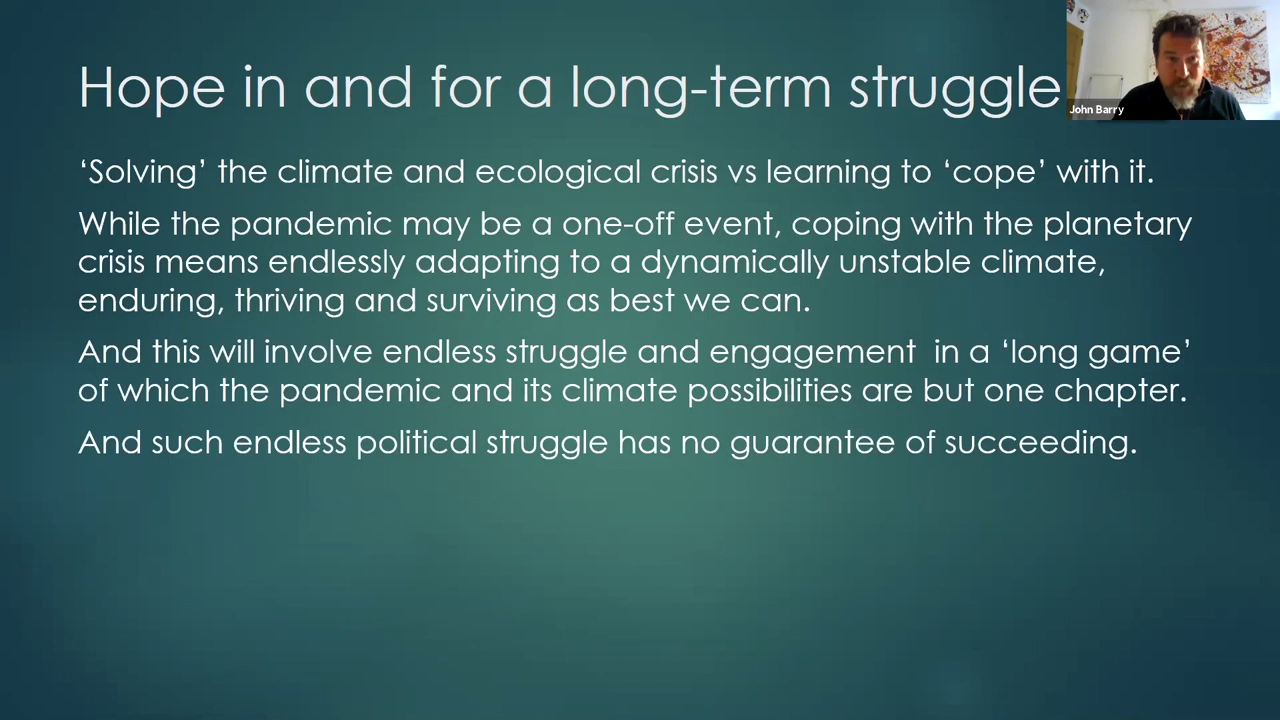 Hope in and for a long-term struggle
John Barry
‘Solving’ the climate and ecological crisis vs learning to ‘cope’ with it.
While the pandemic may be a one-off event, coping with the planetary
crisis means endlessly adapting to a dynamically unstable climate,
enduring, thriving and surviving as best we can.
And this will involve endless struggle and engagement  in a ‘long game’
of which the pandemic and its climate possibilities are but one chapter.
And such endless political struggle has no guarantee of succeeding.